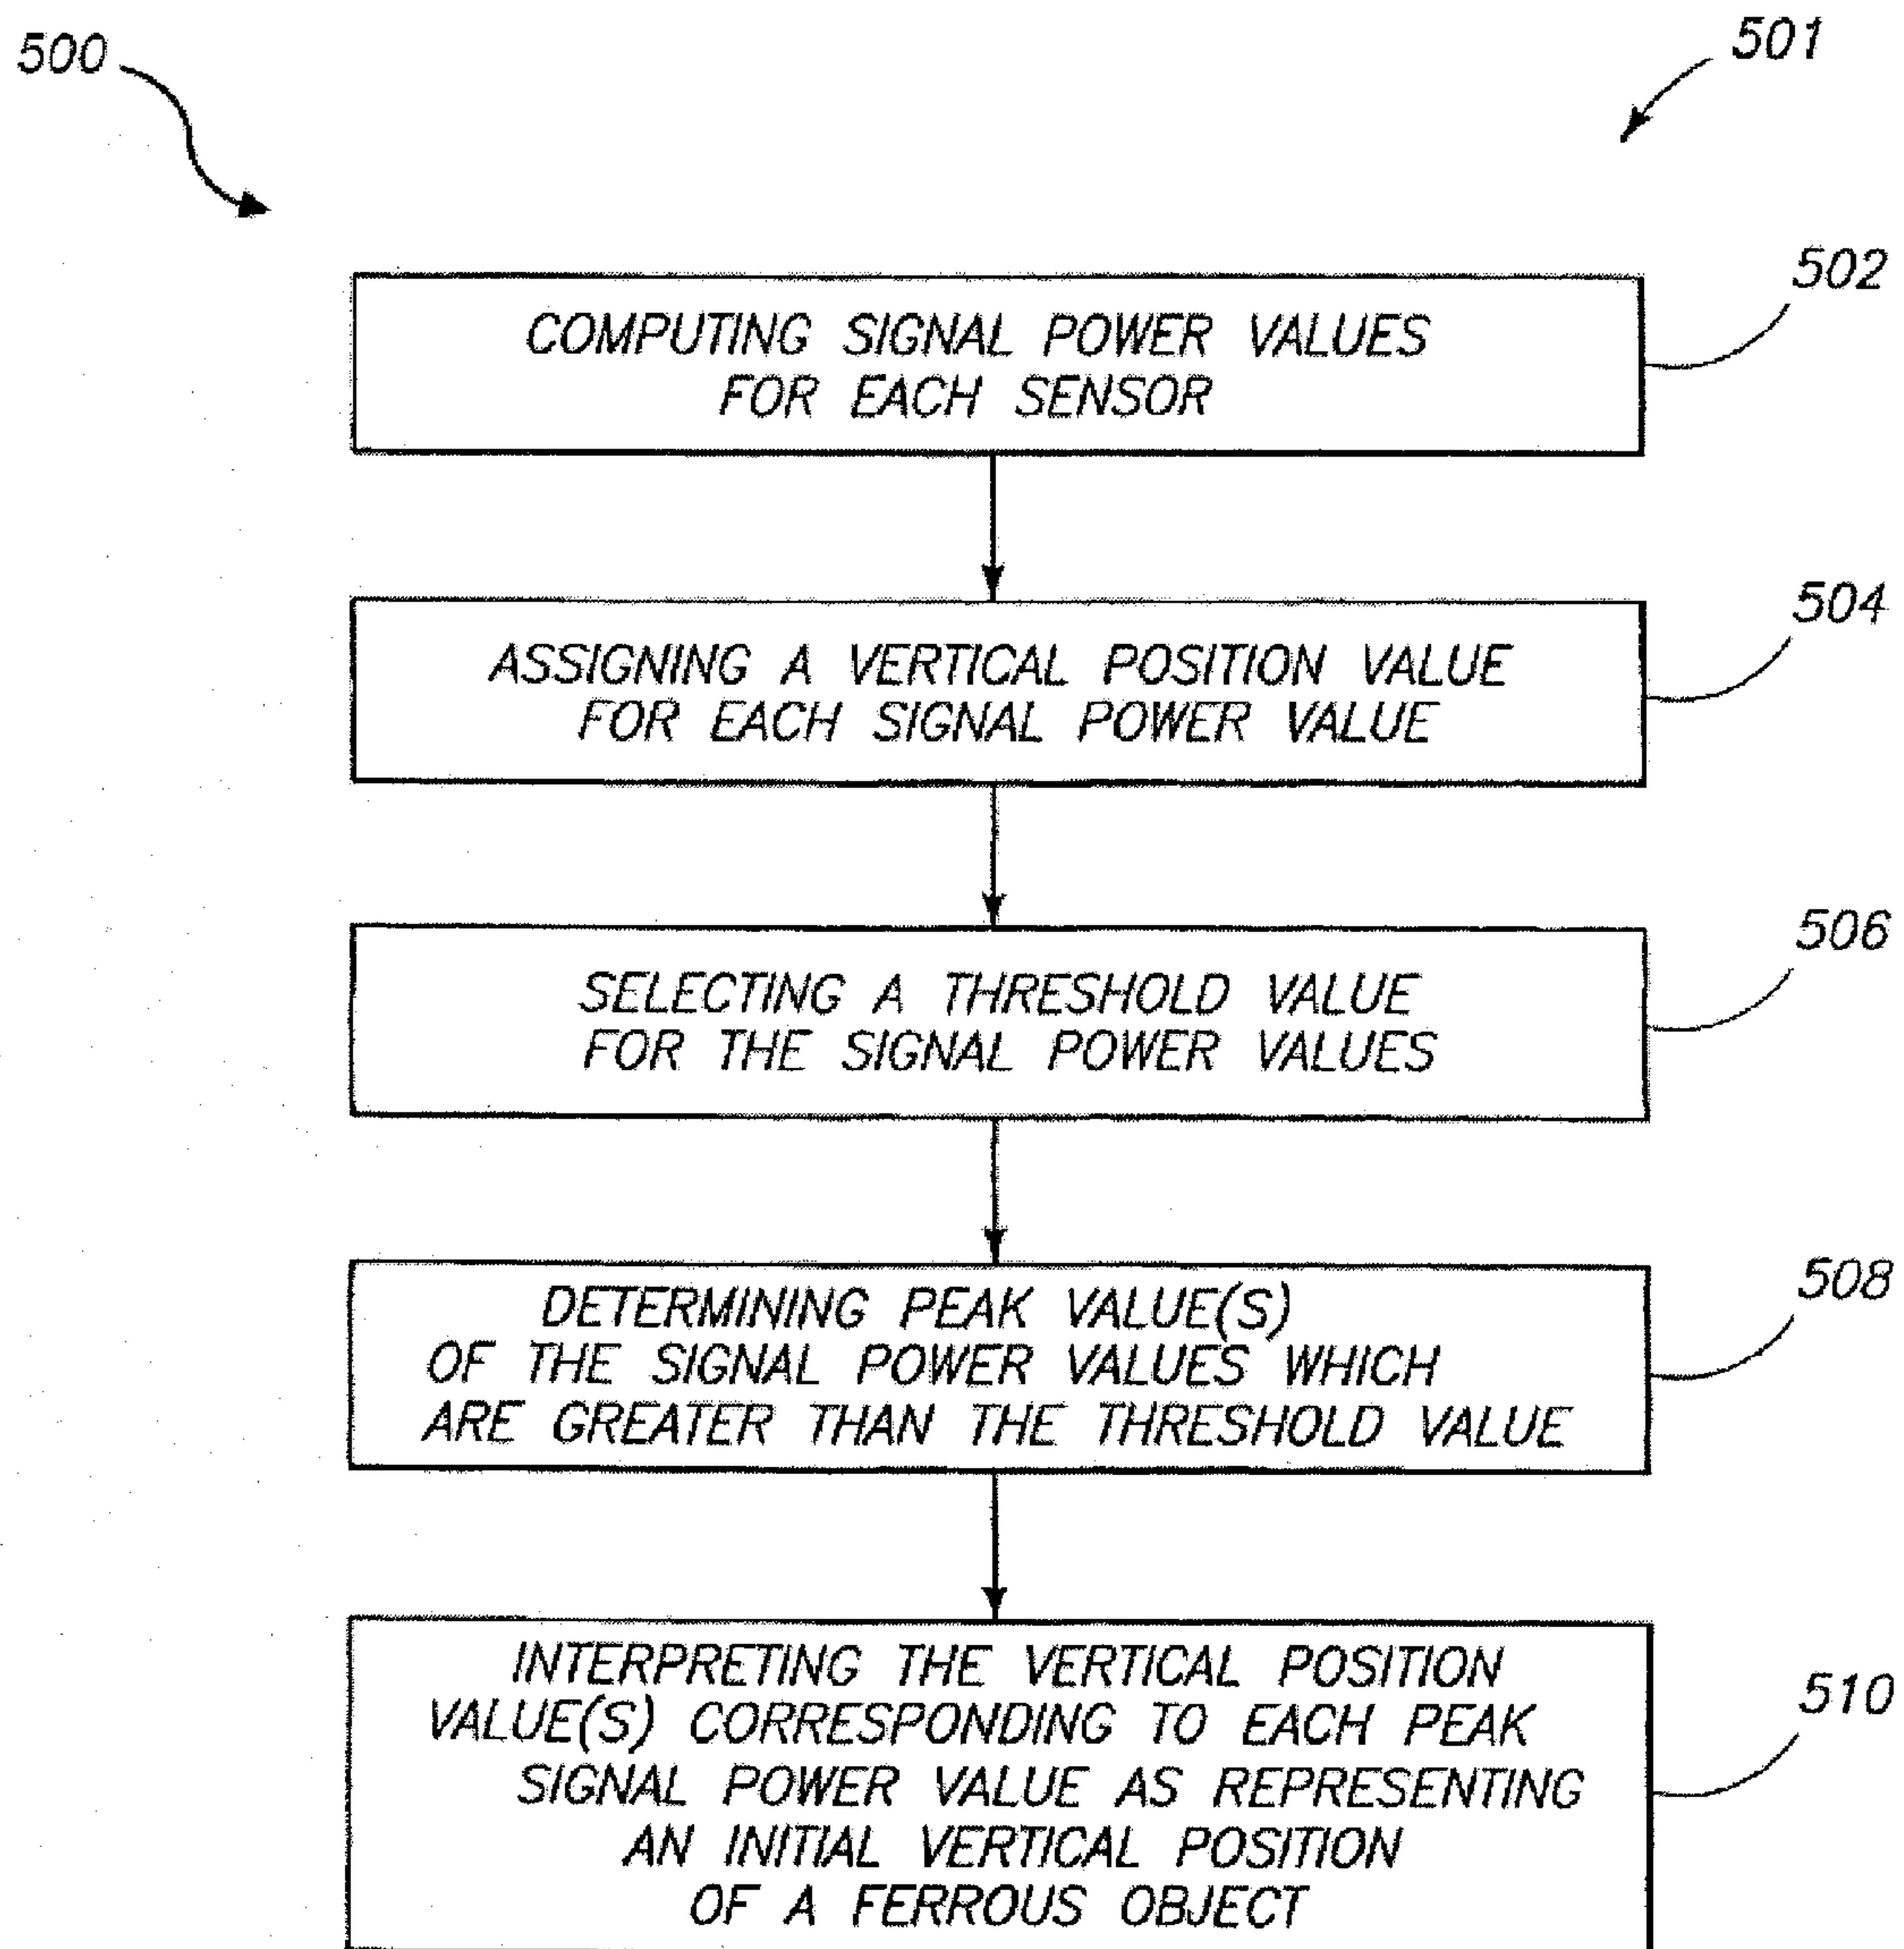 500
501
502
COMPUTING SIGNAL POWER VALUES
FOR EACH SENSOR
504
ASSIGNING A VERTICAL POSITION VALUE
FOR EACH SIGNAL POWER VALUE
506
SELECTING A THRESHOLD VALUE
FOR THE SIGNAL POWER VALUES
508
DETERMINING PEAK VALUE(S)
OF THE SIGNAL POWER VALUES WHICH
ARE GREATER THAN THE THRESHOLD VALUE
510
INTERPRETING THE VERTICAL POSITION
VALUE(S) CORRESPONDING TO EACH PEAK
SIGNAL POWER VALUE AS REPRESENTING
AN INITIAL VERTICAL POSITION
OF A FERROUS OBJECT